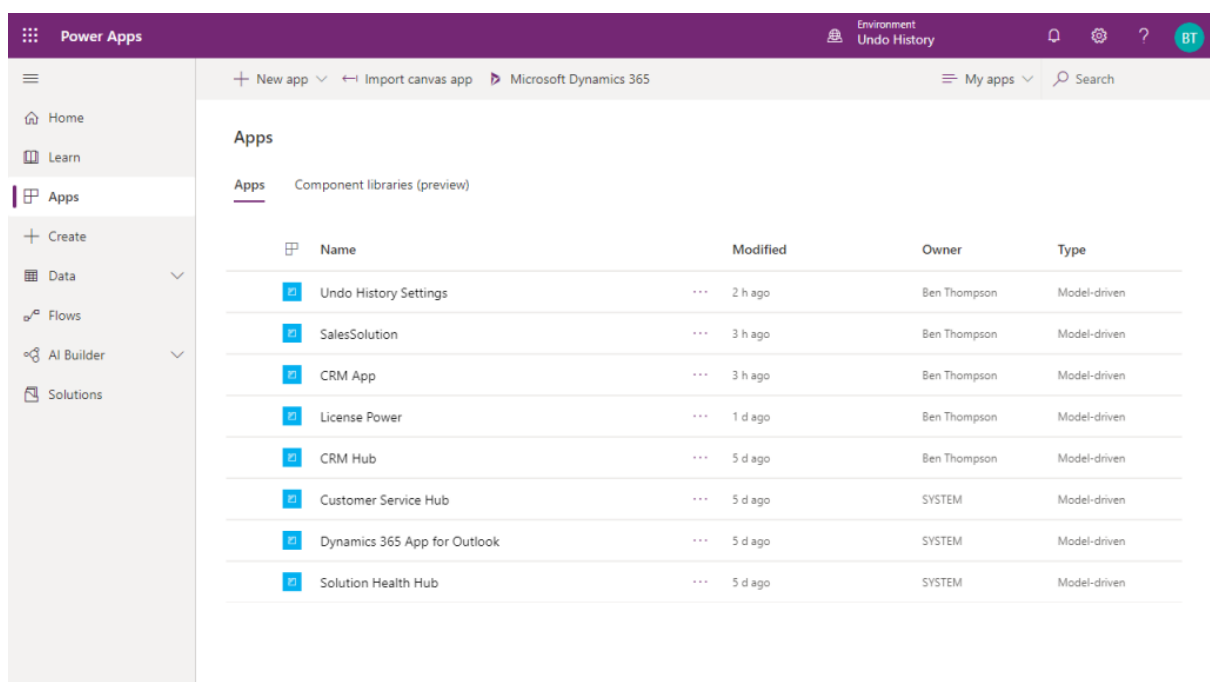 Power Apps
Environment
Undo History
BT
New app
Import canvas app
Microsoft Dynamics 365
My apps
Search
Home
Learn
Apps
Create
Data
Flows
AI Builder
Solutions
Apps
Apps Component libraries (preview)
Name Modified Owner Type
Undo History Settings ··· 2 h ago Ben Thompson Model-driven
SalesSolution ··· 3 h ago Ben Thompson Model-driven
CRM App ··· 3 h ago Ben Thompson Model-driven
License Power ··· 1 d ago Ben Thompson Model-driven
CRM Hub ··· 5 d ago Ben Thompson Model-driven
Customer Service Hub ··· 5 d ago SYSTEM Model-driven
Dynamics 365 App for Outlook ··· 5 d ago SYSTEM Model-driven
Solution Health Hub ··· 5 d ago SYSTEM Model-driven